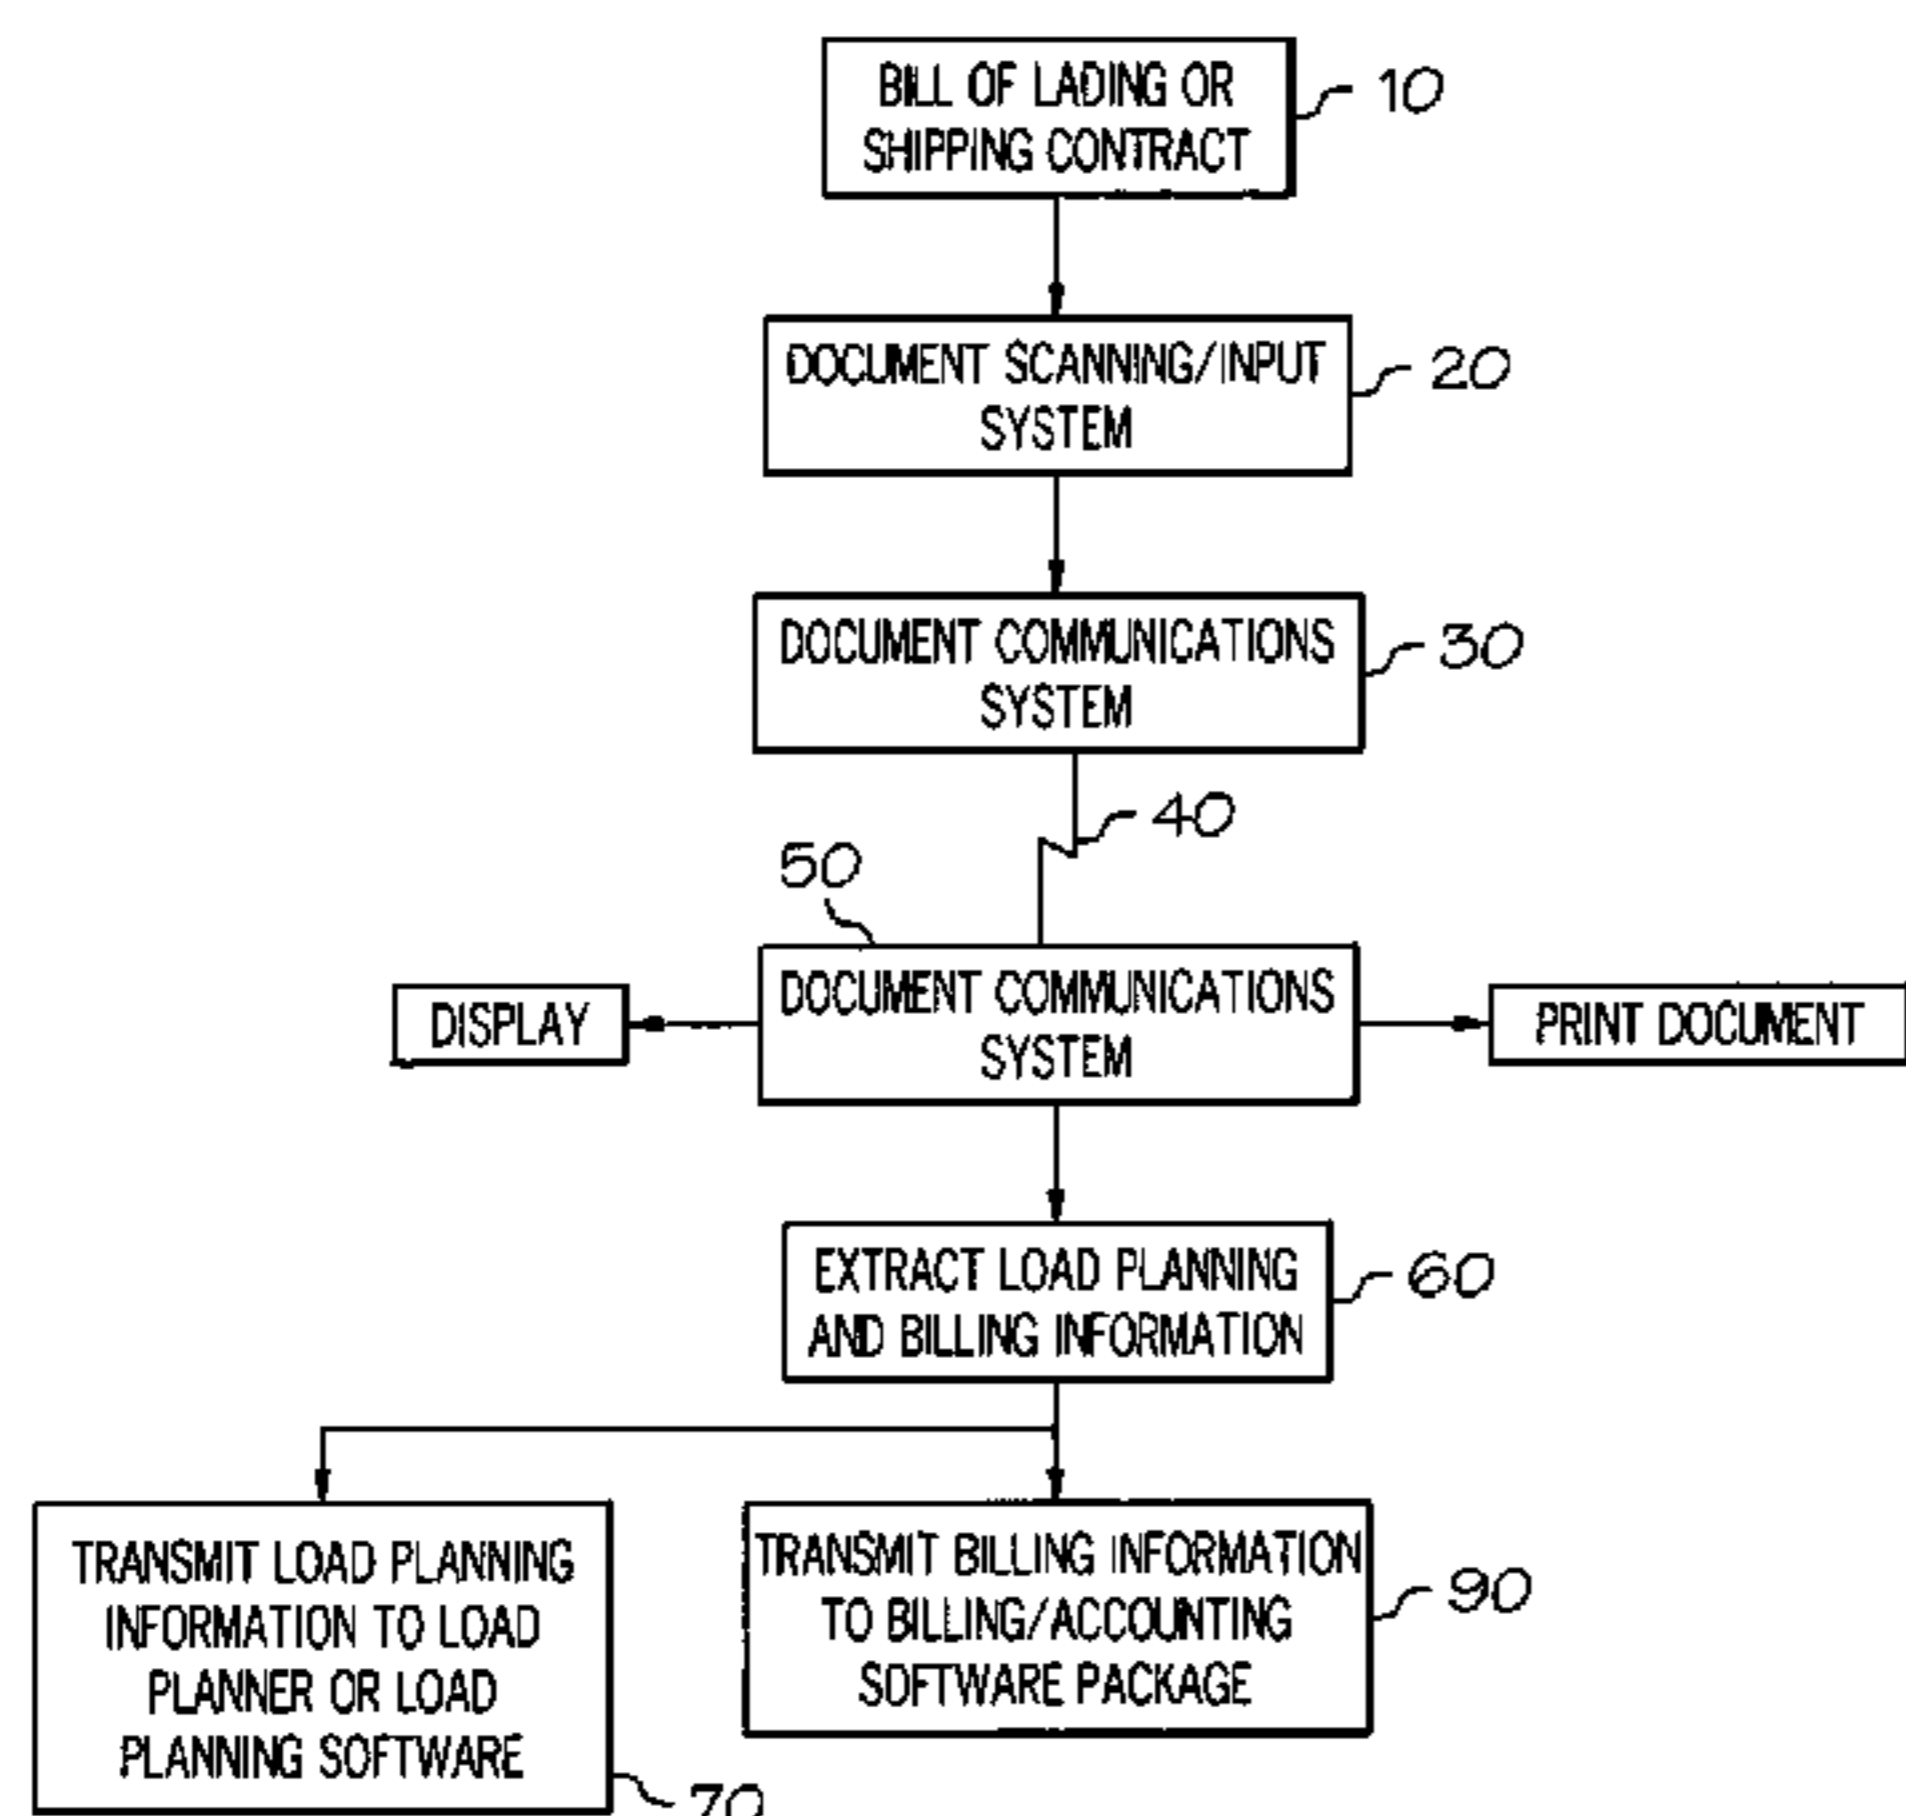 BILL OF LADING OR
SHIPPING CONTRACT
10
DOCUMENT SCANNING/INPUT
SYSTEM
20
DOCUMENT COMMUNICATIONS
SYSTEM
30
40
50
DOCUMENT COMMUNICATIONS
SYSTEM
DISPLAY
PRINT DOCUMENT
EXTRACT LOAD PLANNING
AND BILLING INFORMATION
60
TRANSMIT LOAD PLANNING
INFORMATION TO LOAD
PLANNER OR LOAD
PLANNING SOFTWARE
70
TRANSMIT BILLING INFORMATION
TO BILLING/ACCOUNTING
SOFTWARE PACKAGE
90